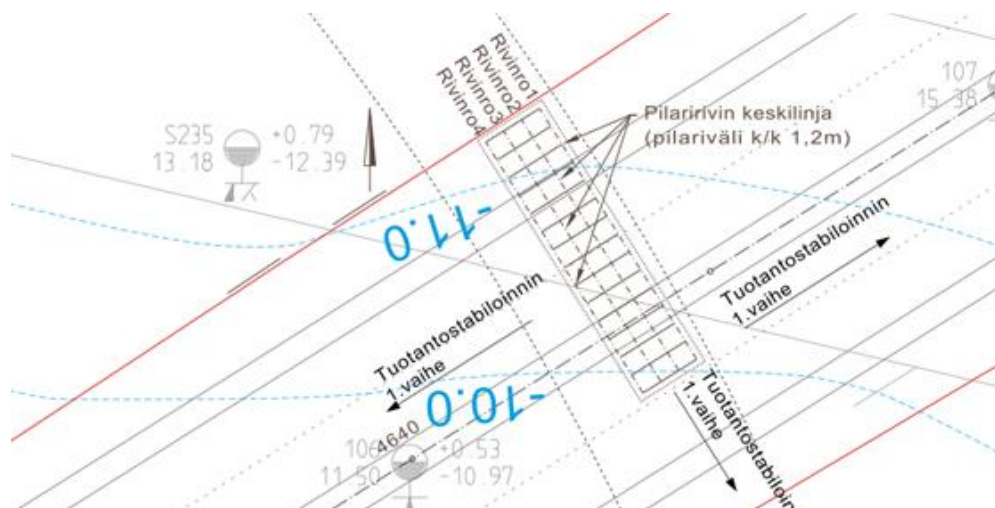 Rivinro1
Rivinro2
Rivinro3
Rivinro4
Pilaririvin keskilinja
(pilariväli k/k 1,2m)
107
15 38
S235 +0.79
13.18 -12.39
-11.0
Tuotantostabiloinnin
1.vaihe
Tuotantostabiloinnin
1.vaihe
-10.0
Tuotantostabiloin
1.vaihe
4640
106 +0.53
11.50 -10.97